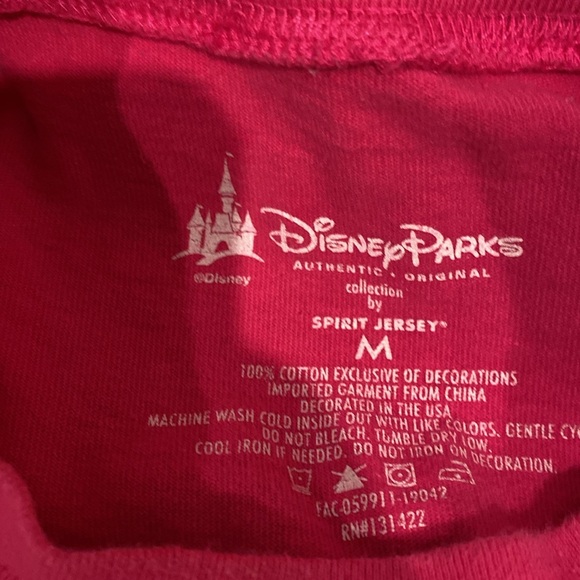 DISNEYPARKS
AUTHENTIC • ORIGINAL
©Disney
collection
by
SPIRIT JERSEY®
M
100% COTTON EXCLUSIVE OF DECORATIONS
IMPORTED GARMENT FROM CHINA
DECORATED IN THE USA
MACHINE WASH COLD INSIDE OUT WITH LIKE COLORS. GENTLE CY
DO NOT BLEACH. TUMBLE DRY LOW.
COOL IRON IF NEEDED. DO NOT IRON ON DECORATION.
FAC-059911-19042
RN#131422